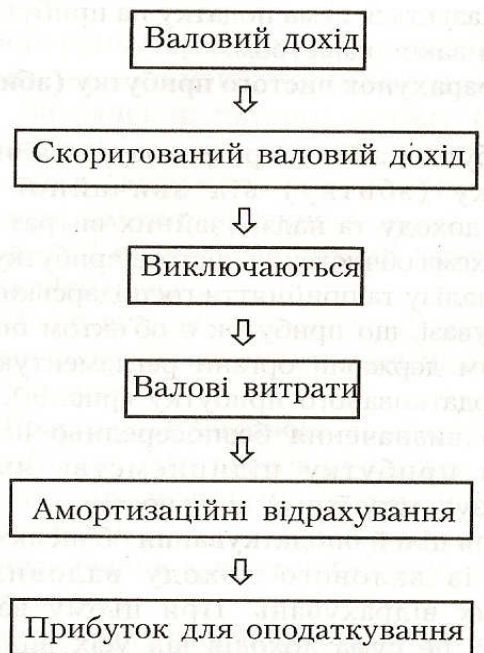 Валовий дохід
Скоригований валовий дохід
Виключаються
Валові витрати
Амортизаційні відрахування
Прибуток для оподаткування